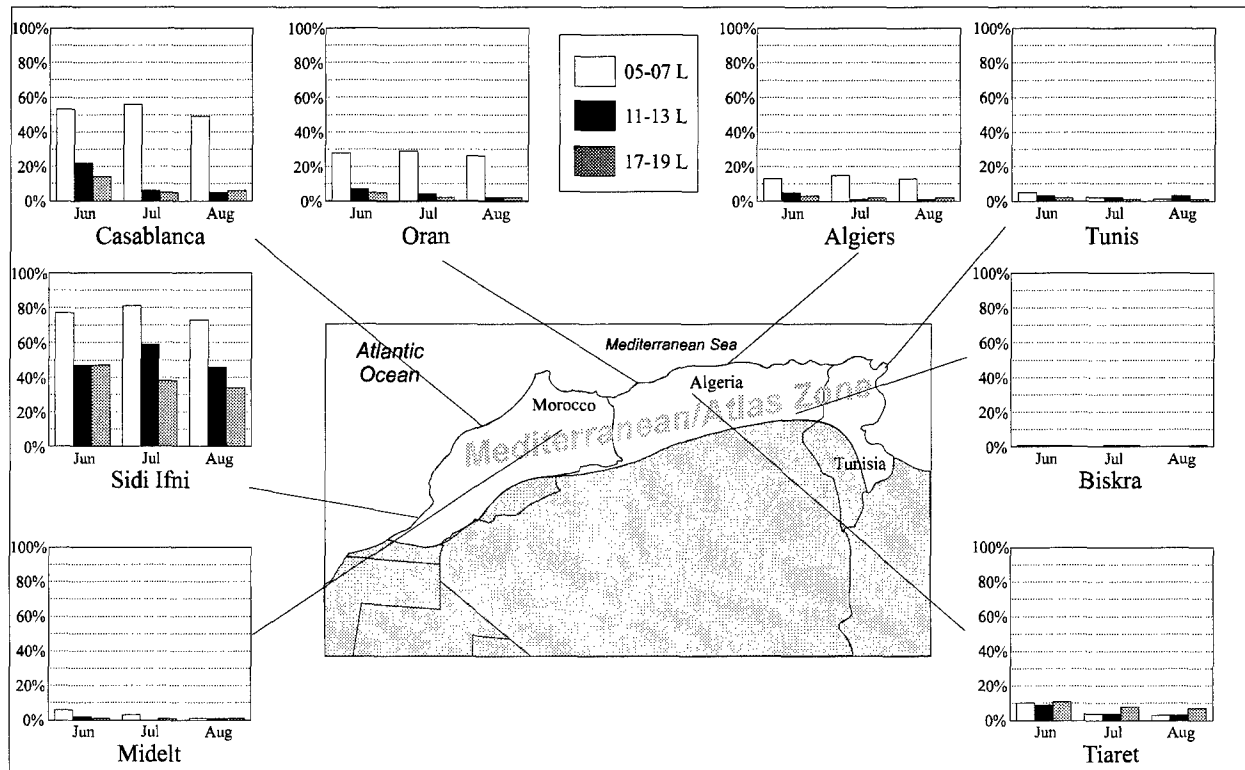 100%
80%
60%
40%
20%
0%
Jun Jul Aug
Casablanca
100%
80%
60%
40%
20%
0%
Jun Jul Aug
Oran
05-07 L
11-13 L
17-19 L
100%
80%
60%
40%
20%
0%
Jun Jul Aug
Algiers
100%
80%
60%
40%
20%
0%
Jun Jul Aug
Tunis
100%
80%
60%
40%
20%
0%
Jun Jul Aug
Sidi Ifni
Atlantic
Ocean
Mediterranean Sea
Morocco
Algeria
Mediterranean/Atlas Zone
Tunisia
100%
80%
60%
40%
20%
0%
Jun Jul Aug
Biskra
100%
80%
60%
40%
20%
0%
Jun Jul Aug
Midelt
100%
80%
60%
40%
20%
0%
Jun Jul Aug
Tiaret